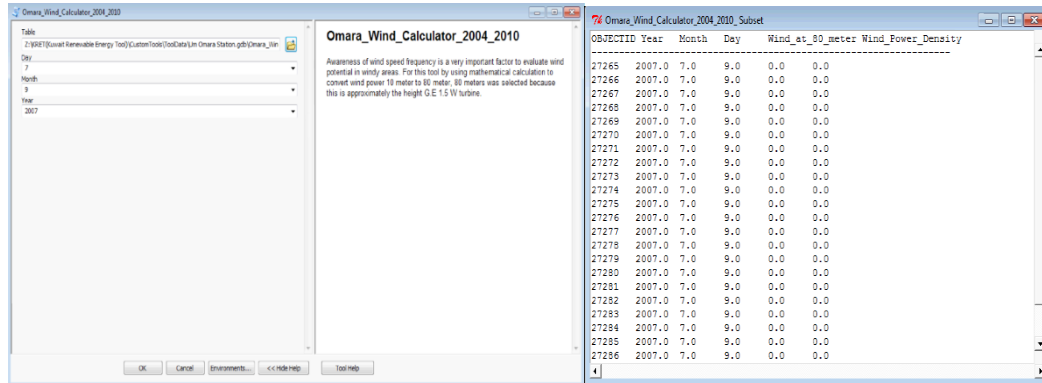 Omara_Wind_Calculator_2004_2010
Table
Z:\KRET(Kuwait Renewable Energy Tool)\CustomTools\ToolData\Um Omara Station.gdb\Omara_Win
Day
7
Month
9
Year
2007
Omara_Wind_Calculator_2004_2010
Awareness of wind speed frequency is a very important factor to evaluate wind
potential in windy areas. For this tool by using mathematical calculation to
convert wind power 10 meter to 80 meter, 80 meters was selected because
this is approximately the height G.E 1.5 W turbine.
OK Cancel Environments... << Hide Help Tool Help
Omara_Wind_Calculator_2004_2010_ Subset
OBJECTID Year Month Day Wind_at_80_meter Wind_Power_Density
27265 2007.0 7.0 9.0 0.0 0.0
27266 2007.0 7.0 9.0 0.0 0.0
27267 2007.0 7.0 9.0 0.0 0.0
27268 2007.0 7.0 9.0 0.0 0.0
27269 2007.0 7.0 9.0 0.0 0.0
27270 2007.0 7.0 9.0 0.0 0.0
27271 2007.0 7.0 9.0 0.0 0.0
27272 2007.0 7.0 9.0 0.0 0.0
27273 2007.0 7.0 9.0 0.0 0.0
27274 2007.0 7.0 9.0 0.0 0.0
27275 2007.0 7.0 9.0 0.0 0.0
27276 2007.0 7.0 9.0 0.0 0.0
27277 2007.0 7.0 9.0 0.0 0.0
27278 2007.0 7.0 9.0 0.0 0.0
27279 2007.0 7.0 9.0 0.0 0.0
27280 2007.0 7.0 9.0 0.0 0.0
27281 2007.0 7.0 9.0 0.0 0.0
27282 2007.0 7.0 9.0 0.0 0.0
27283 2007.0 7.0 9.0 0.0 0.0
27284 2007.0 7.0 9.0 0.0 0.0
27285 2007.0 7.0 9.0 0.0 0.0
27286 2007.0 7.0 9.0 0.0 0.0